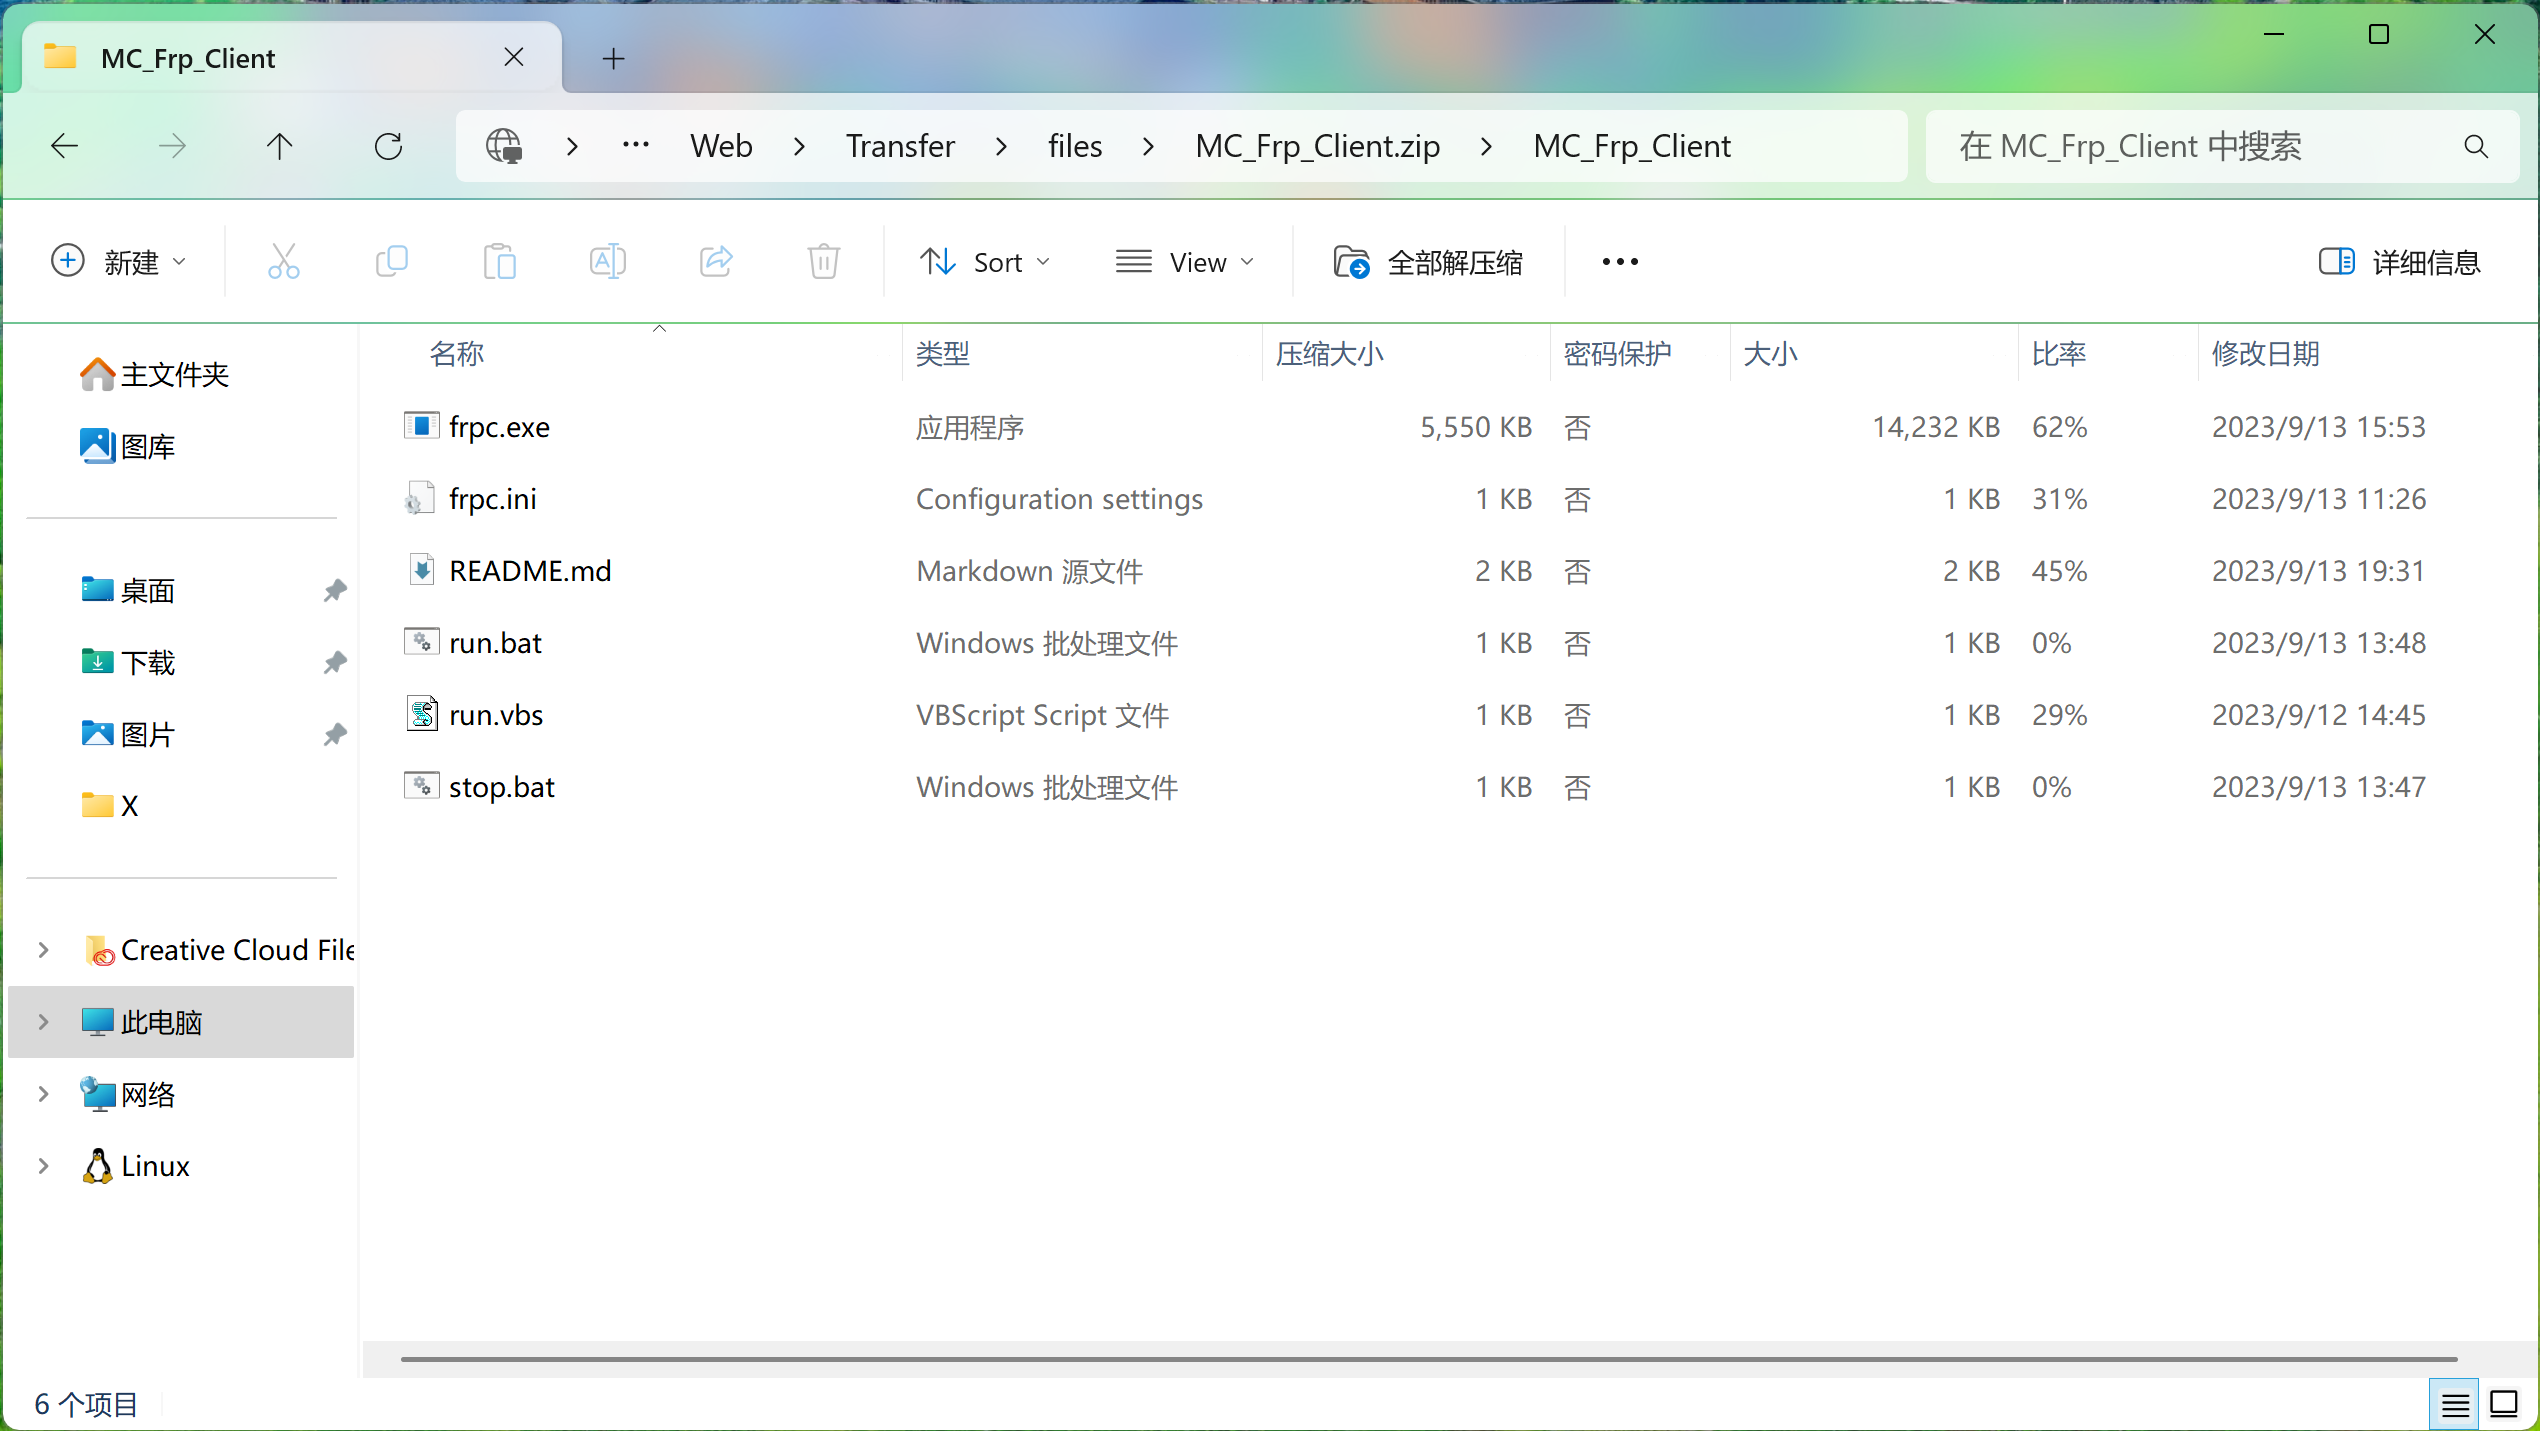 MC_Frp_Client
Web Transfer files MC_Frp_Client.zip MC_Frp_Client
在 MC_Frp_Client 中搜索
新建 Sort View 全部解压缩 详细信息
名称 类型 压缩大小 密码保护 大小 比率 修改日期
frpc.exe 应用程序 5,550 KB 否 14,232 KB 62% 2023/9/13 15:53
frpc.ini Configuration settings 1 KB 否 1 KB 31% 2023/9/13 11:26
README.md Markdown 源文件 2 KB 否 2 KB 45% 2023/9/13 19:31
run.bat Windows 批处理文件 1 KB 否 1 KB 0% 2023/9/13 13:48
run.vbs VBScript Script 文件 1 KB 否 1 KB 29% 2023/9/12 14:45
stop.bat Windows 批处理文件 1 KB 否 1 KB 0% 2023/9/13 13:47
主文件夹
图库
桌面
下载
图片
X
Creative Cloud File
此电脑
网络
Linux
6 个项目